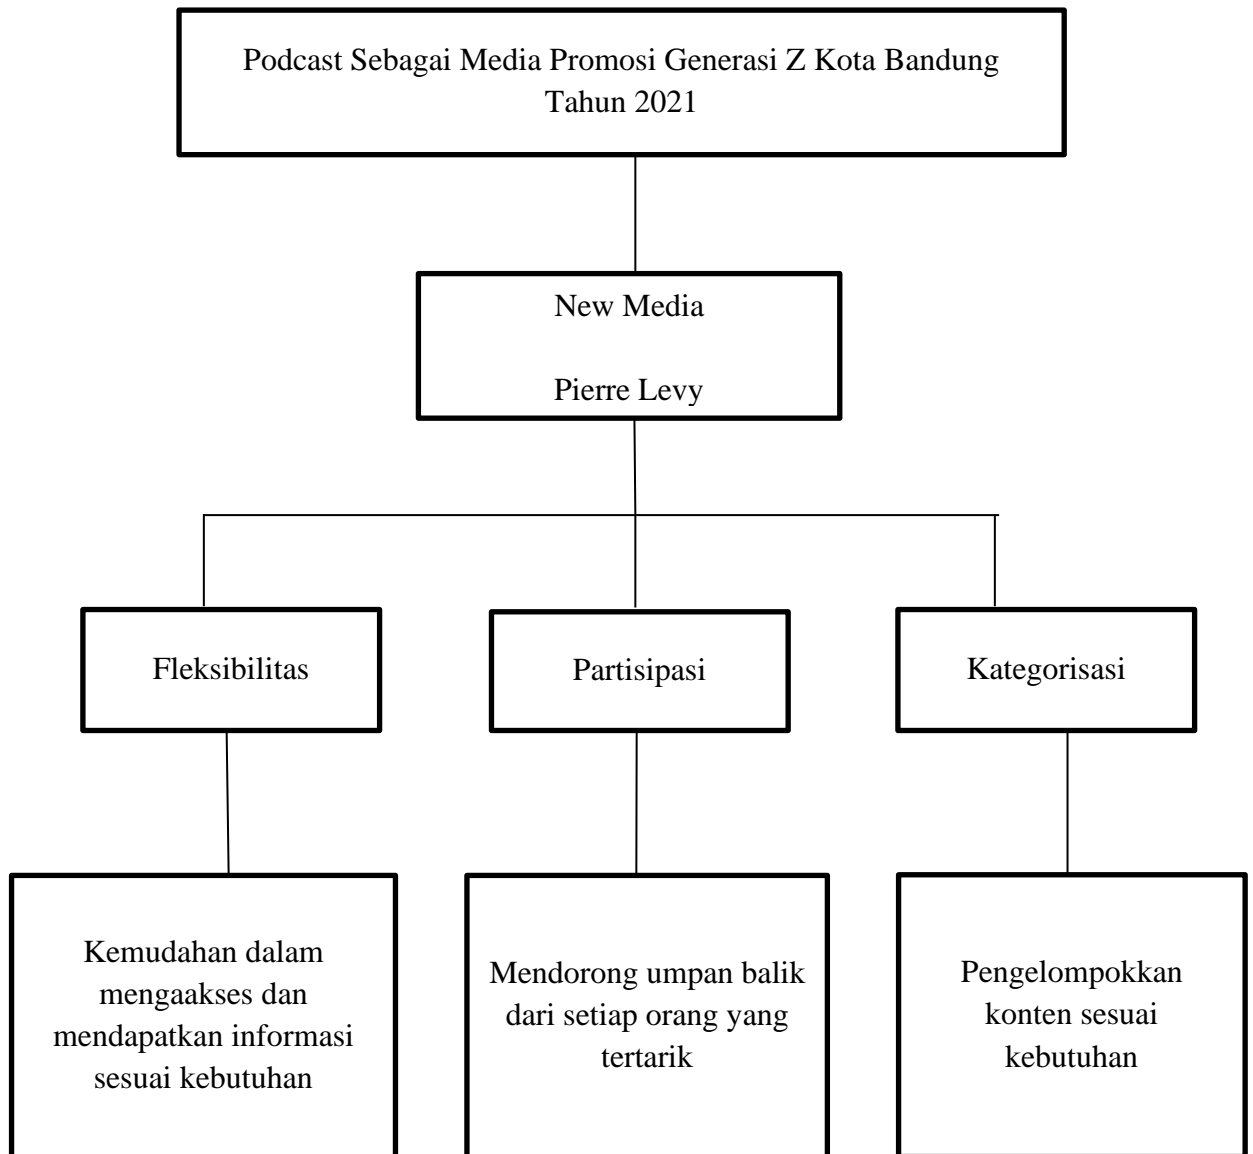 Podcast Sebagai Media Promosi Generasi Z Kota Bandung
Tahun 2021
New Media
Pierre Levy
Fleksibilitas
Partisipasi
Kategorisasi
Kemudahan dalam
mengaakses dan
mendapatkan informasi
sesuai kebutuhan
Mendorong umpan balik
dari setiap orang yang
tertarik
Pengelompokkan
konten sesuai
kebutuhan